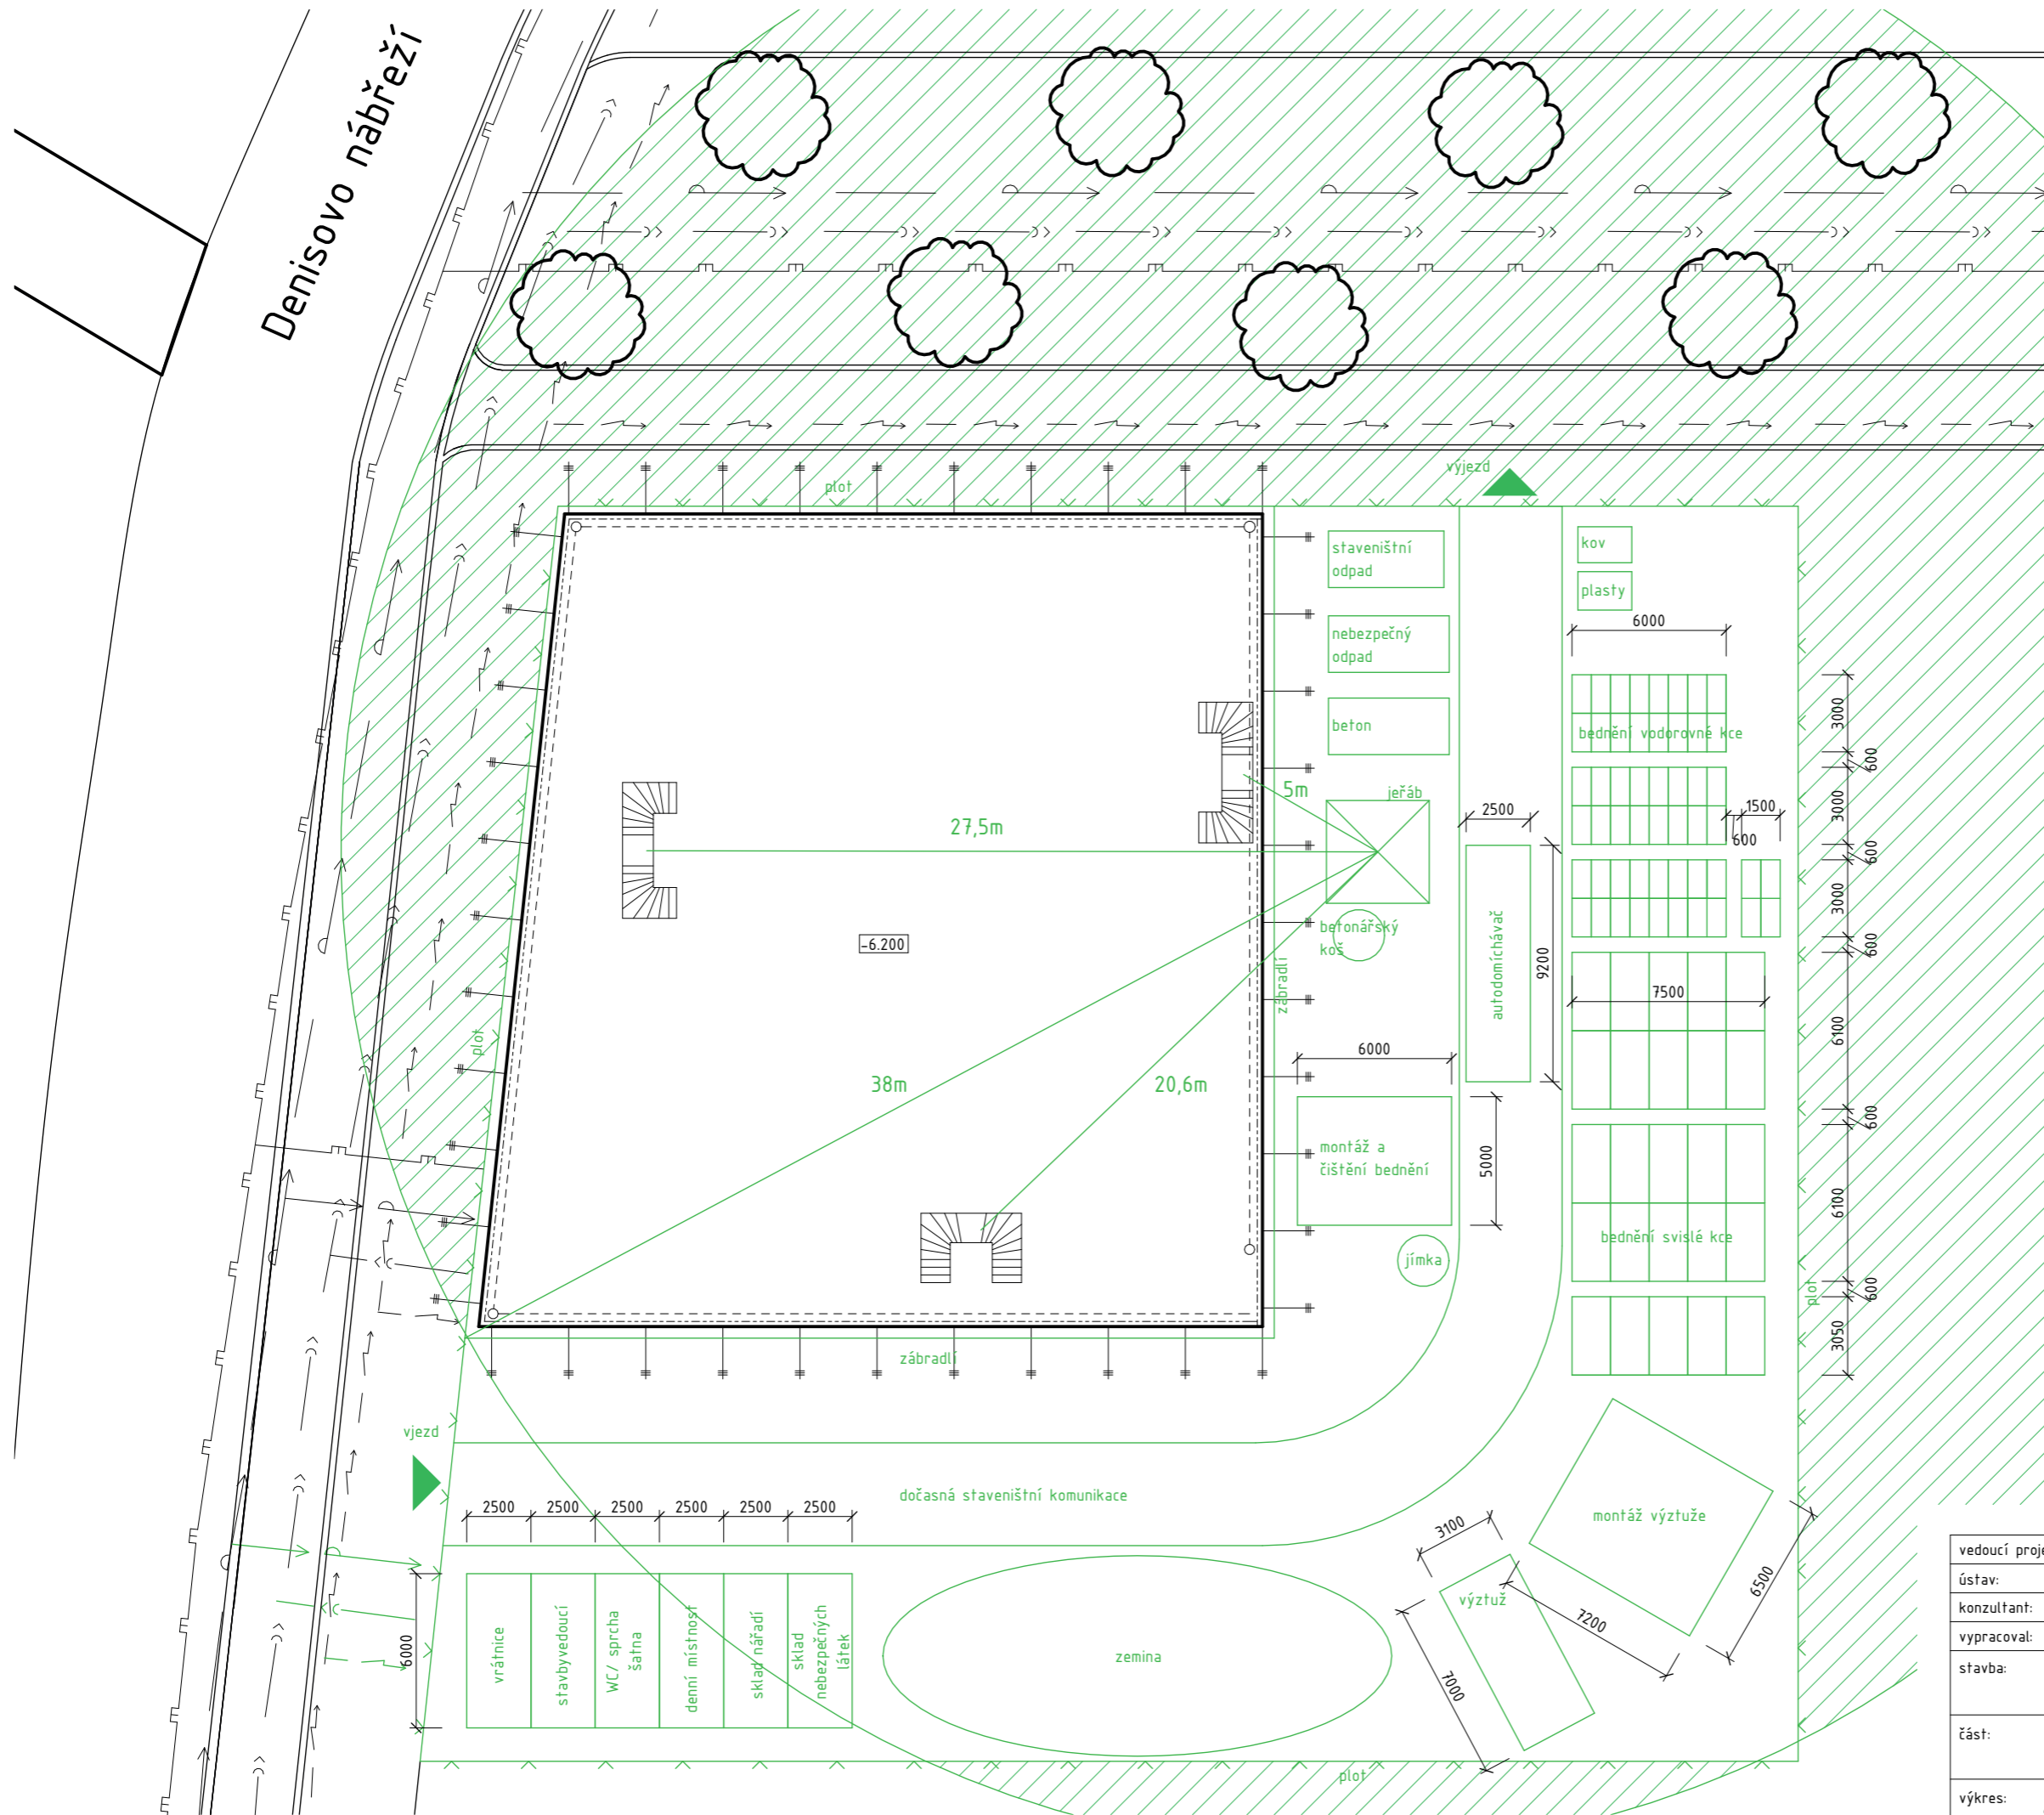 Denisovo nábřeží
výjezd
plot
staveništní
odpad
kov
plasty
nebezpečný
odpad
6000
beton
bednění vodorovné kce
3000
600
5m
jeřáb
27,5m
2500
3000
1500
600
600
betonářský
koš
-6.200
zábradlí
autodomíchávač
9200
3000
600
7500
6100
plot
38m
20,6m
6000
600
montáž a
čištění bednění
5000
6100
bednění svislé kce
jímka
600
plot
3050
zábradlí
vjezd
dočasná staveništní komunikace
2500
2500
2500
2500
2500
2500
montáž výztuže
3100
výztuž
7200
6500
7000
6000
vrátnice
stavbyvedoucí
WC/ sprcha
šatna
denní místnost
sklad nářadí
sklad
nebezpečných
látek
zemina
plot
vedoucí proje
ústav:
konzultant:
vypracoval:
stavba:
část:
výkres: